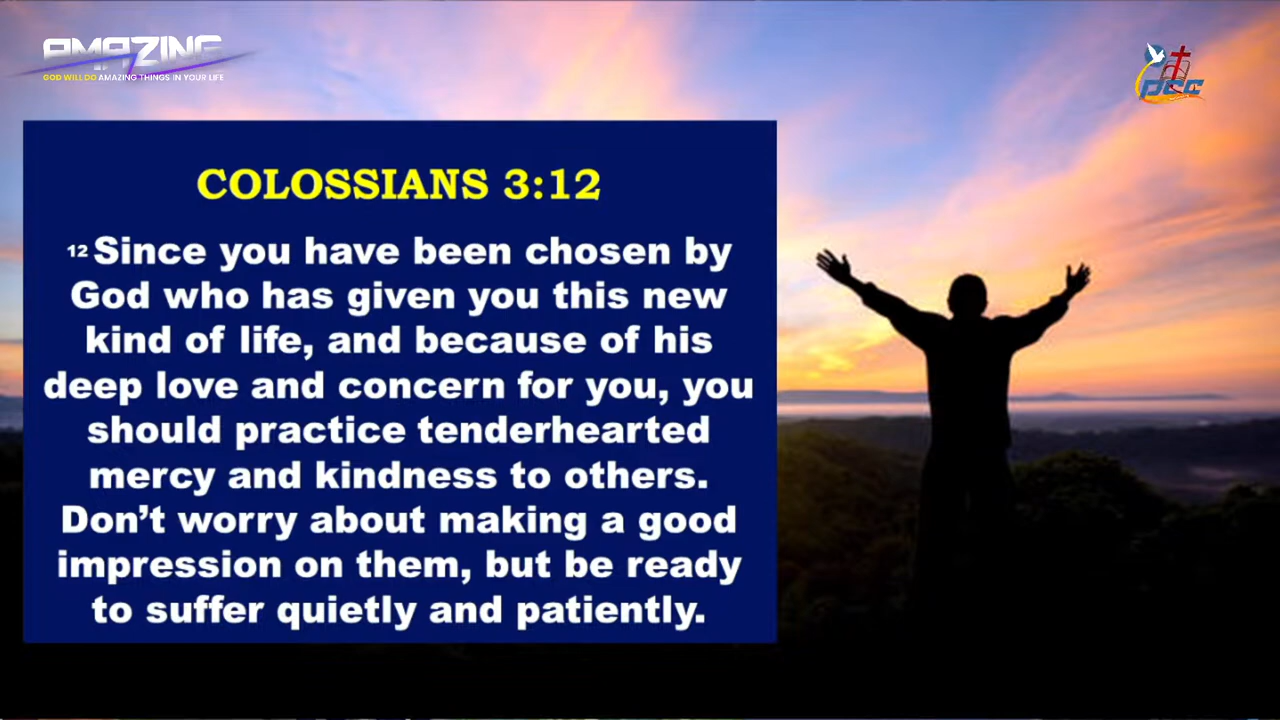 AMAZING
GOD WILL DO AMAZING THINGS IN YOUR LIFE
pcc
COLOSSIANS 3:12
12 Since you have been chosen by
God who has given you this new
kind of life, and because of his
deep love and concern for you, you
should practice tenderhearted
mercy and kindness to others.
Don’t worry about making a good
impression on them, but be ready
to suffer quietly and patiently.